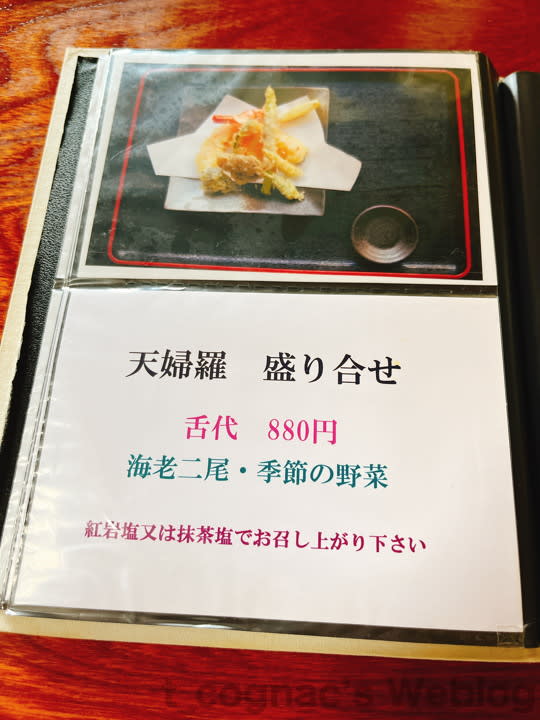 天婦羅　盛り合せ
舌代　880円
海老二尾・季節の野菜
紅岩塩又は抹茶塩でお召し上がり下さい
t_cognac's Weblog